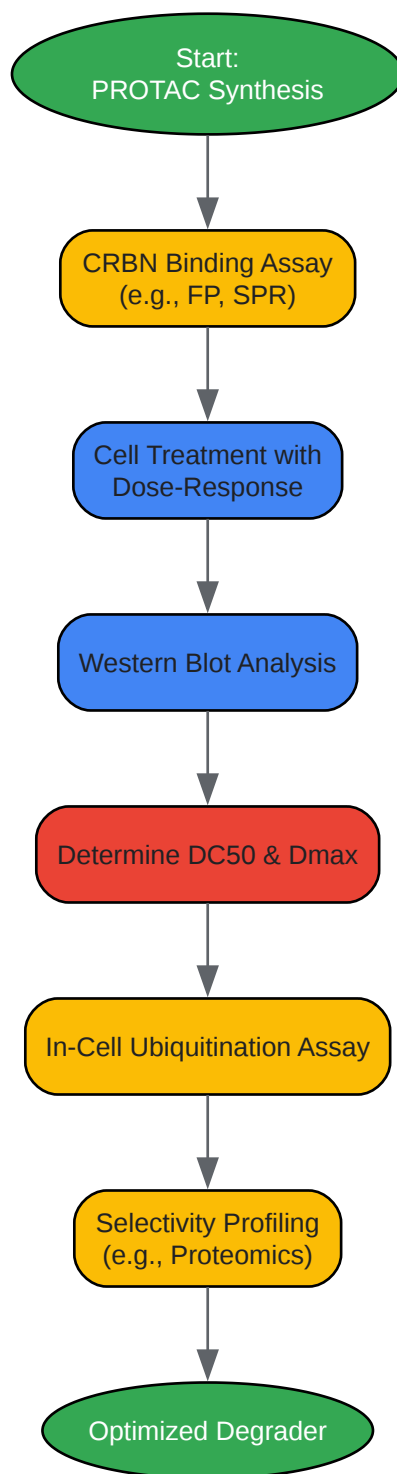 Start:
PROTAC Synthesis
CRBN Binding Assay
(e.g., FP, SPR)
Cell Treatment with
Dose-Response
Western Blot Analysis
Determine DC50 & Dmax
In-Cell Ubiquitination Assay
Selectivity Profiling
(e.g., Proteomics)
Optimized Degrader